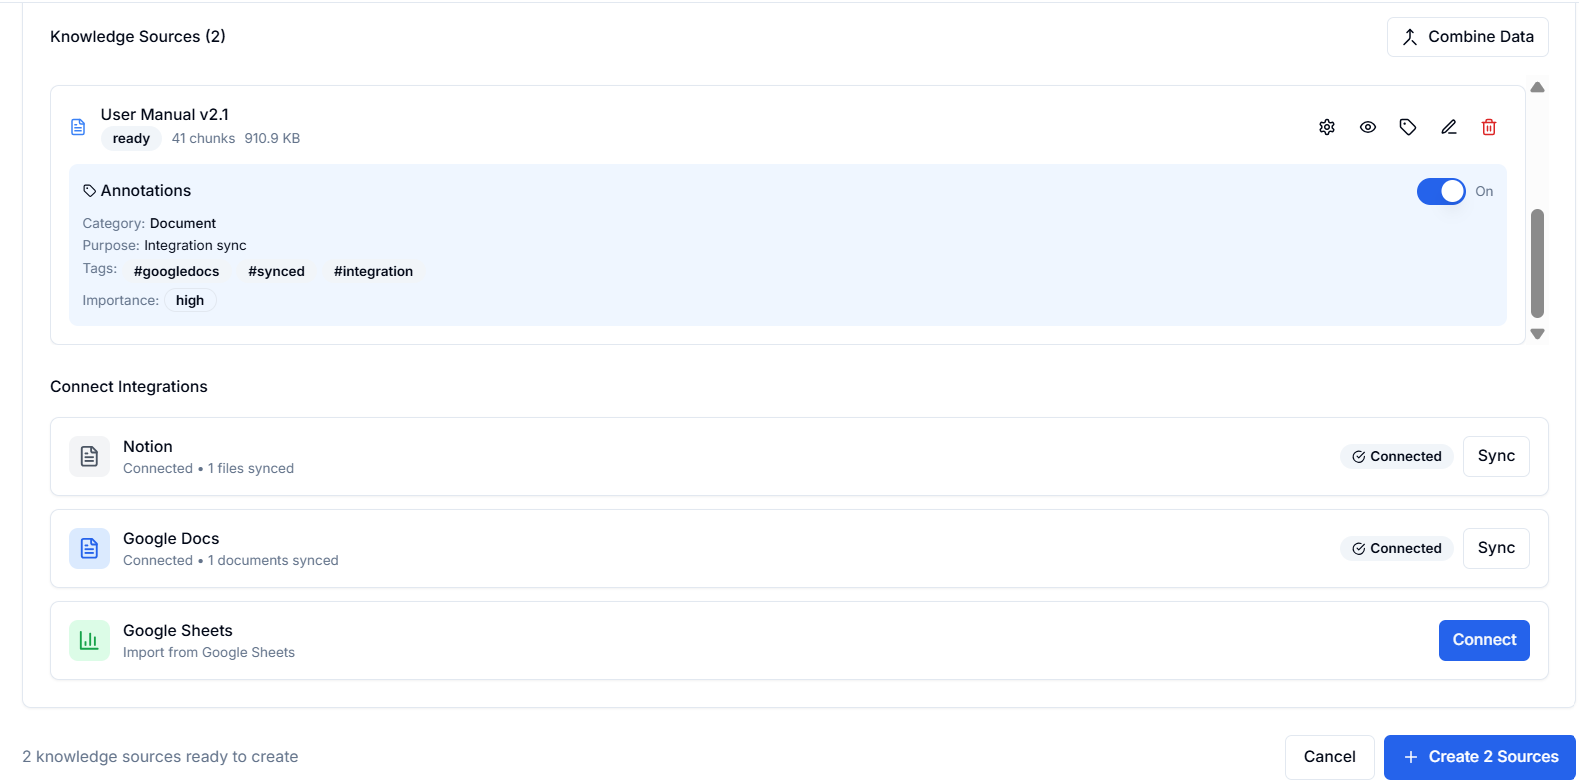 Knowledge Sources (2)
Combine Data
User Manual v2.1
ready 41 chunks 910.9 KB
Annotations
On
Category: Document
Purpose: Integration sync
Tags: #googledocs #synced #integration
Importance: high
Connect Integrations
Notion
Connected • 1 files synced
Connected Sync
Google Docs
Connected • 1 documents synced
Connected Sync
Google Sheets
Import from Google Sheets
Connect
2 knowledge sources ready to create
Cancel + Create 2 Sources